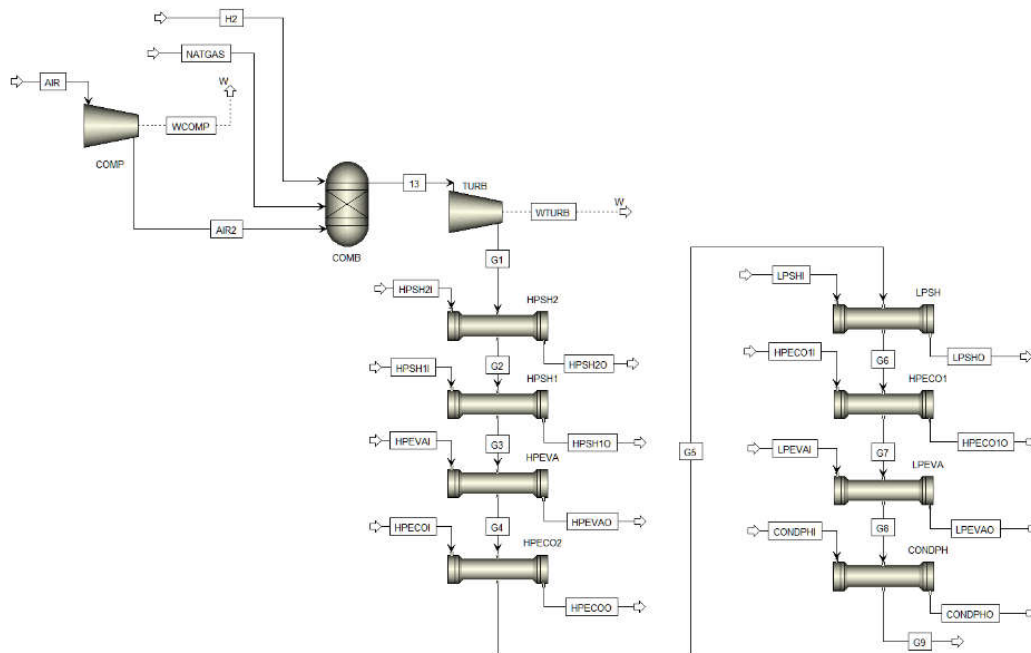 H2
NATGAS
AIR
W
WCOMP
COMP
13
TURB
WTURB
W
AIR2
COMB
G1
HPSH2I
HPSH2
G2
HPSH2O
HPSH1I
HPSH1
G3
HPSH1O
HPEVAI
HPEVA
G4
HPEVAO
HPECOI
HPECO2
HPECOO
G5
LPSHI
LPSH
G6
LPSHO
HPECO1I
HPECO1
G7
HPECO1O
LPEVAI
LPEVA
G8
LPEVAO
CONDPHI
CONDPH
CONDPHO
G9